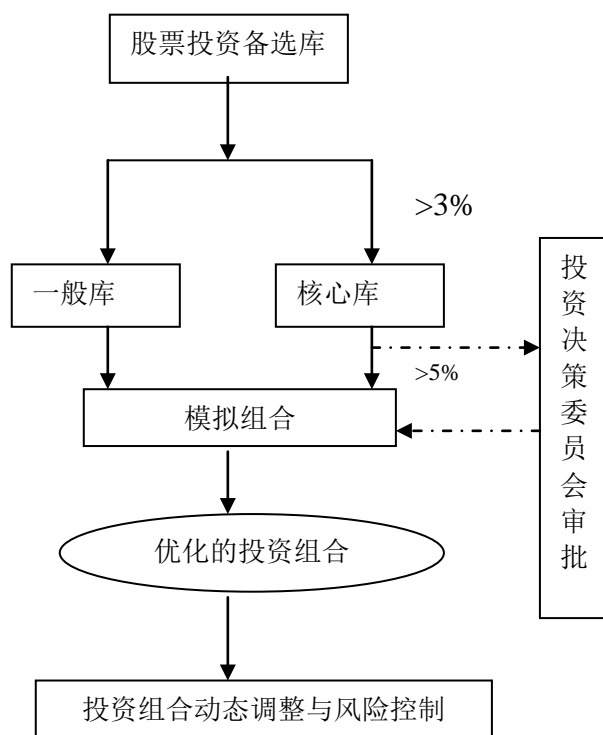 股票投资备选库
>3%
一般库
核心库
投资决策委员会审批
>5%
模拟组合
优化的投资组合
投资组合动态调整与风险控制